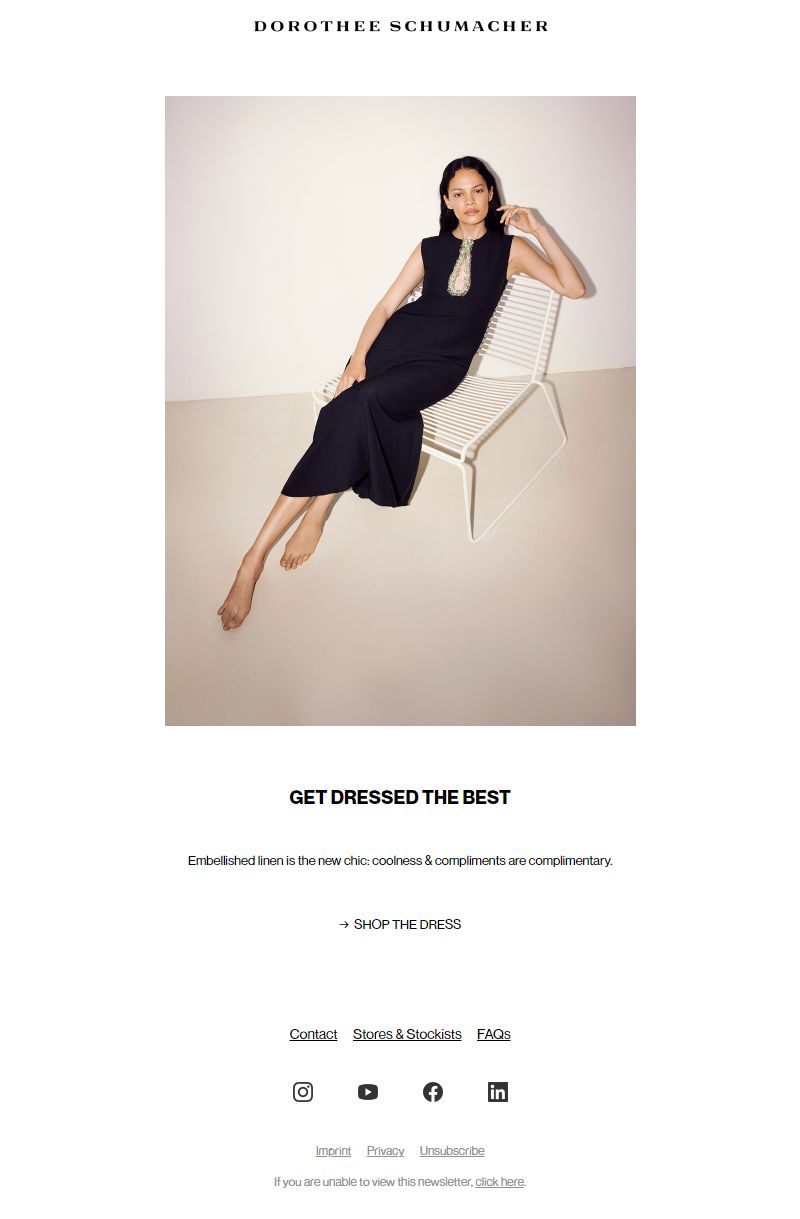 DOROTHEE SCHUMACHER
GET DRESSED THE BEST
Embellished linen is the new chic: coolness & compliments are complimentary.
→ SHOP THE DRESS
Contact Stores & Stockists FAQs
in
Imprint Privacy Unsubscribe
If you are unable to view this newsletter, click here.